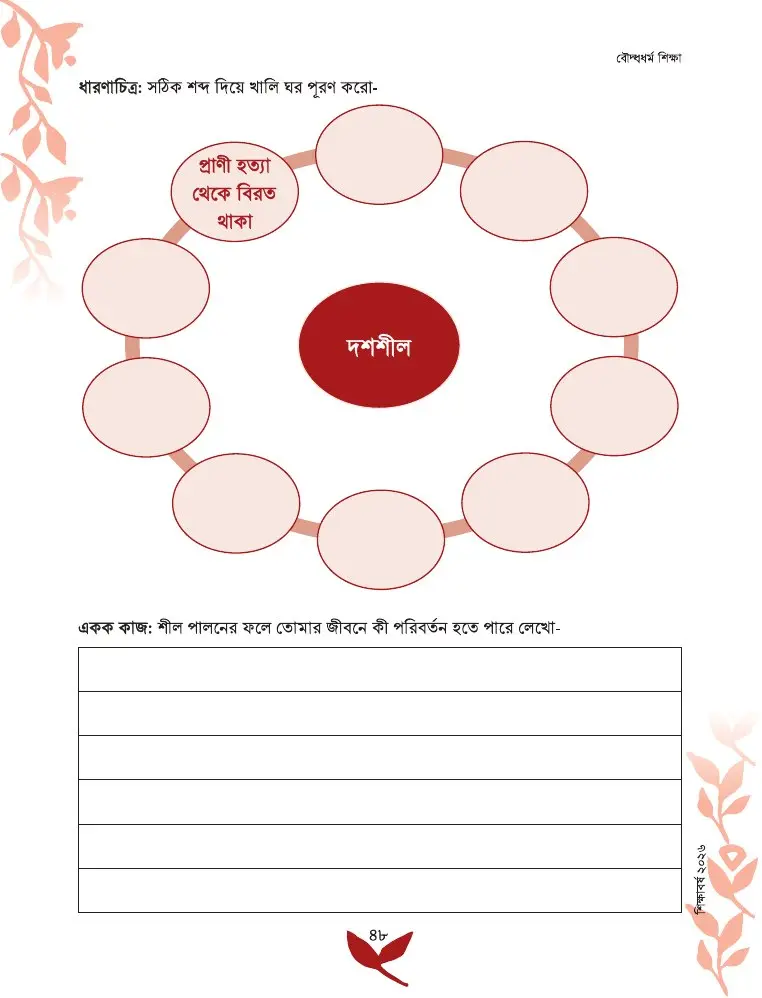 বৌদ্ধধর্ম শিক্ষা
ধারণাচিত্র: সঠিক শব্দ দিয়ে খালি ঘর পূরণ করো-
প্রাণী হত্যা
থেকে বিরত
থাকা
দশশীল
একক কাজ: শীল পালনের ফলে তোমার জীবনে কী পরিবর্তন হতে পারে লেখো-
শিক্ষাবর্ষ ২০২৬
৪৮